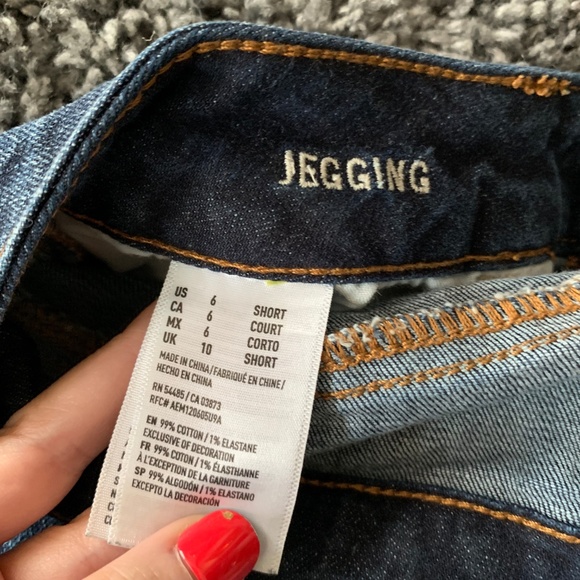 JEGGING
US 6 SHORT
CA 6 COURT
MX 6 CORTO
UK 10 SHORT
MADE IN CHINA/FABRIQUÉ EN CHINE/
HECHO EN CHINA
RN 54485/ CA 03873
RFC# AEM120605U9A
EN 99% COTTON/1% ELASTANE
EXCLUSIVE OF DECORATION
FR 99% COTON/1% ÉLASTHANNE
À L'EXCEPTION DE LA GARNITURE
SP 99% ALGODÓN/1% ELASTANO
EXCEPTO LA DECORACIÓN